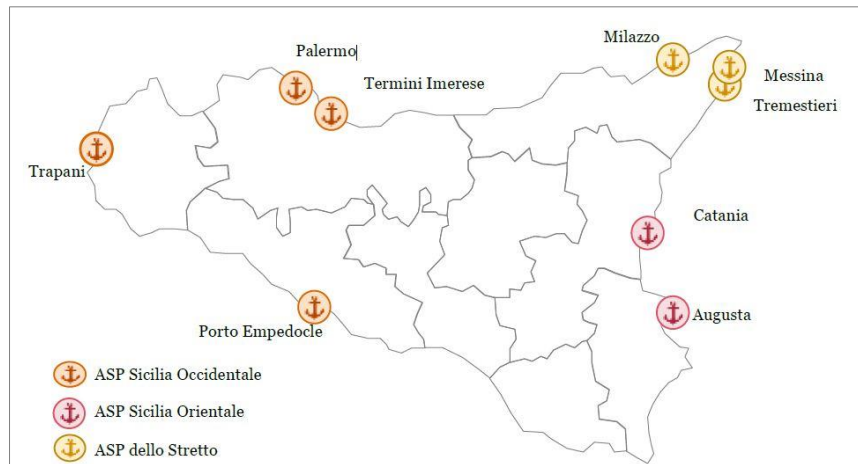 Milazzo
Palermo
Messina
Termini Imerese
Tremestieri
Trapani
Catania
Augusta
Porto Empedocle
ASP Sicilia Occidentale
ASP Sicilia Orientale
ASP dello Stretto